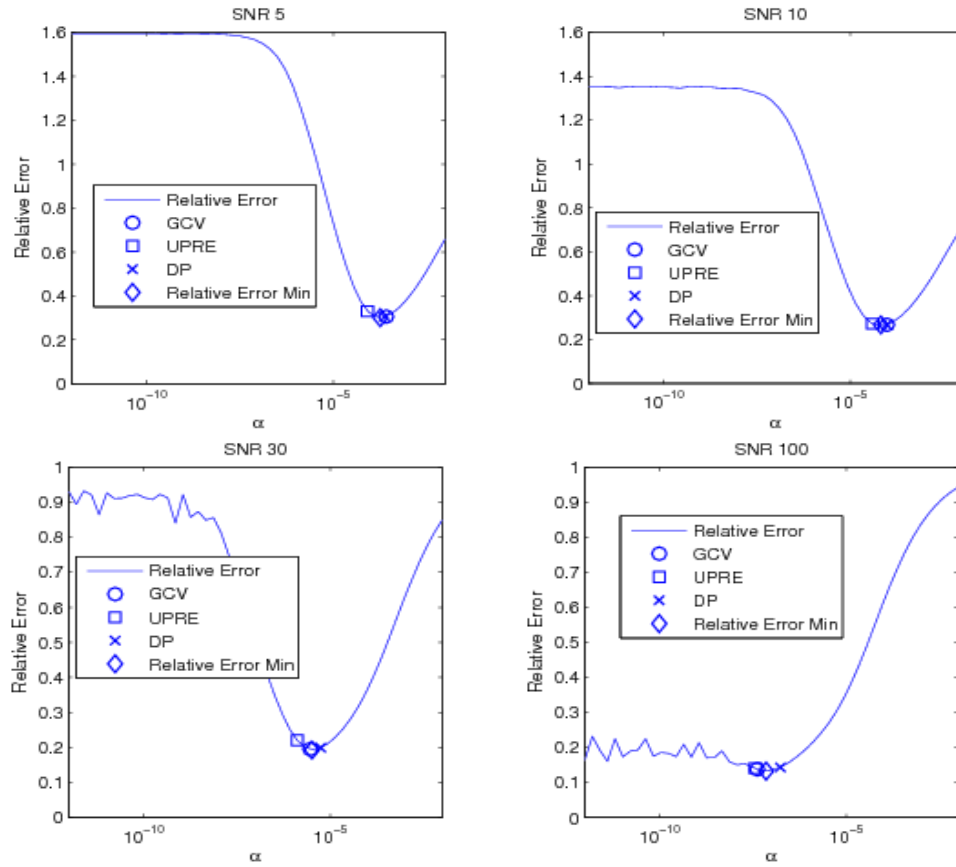 SNR 5
1.6
1.4
1.2
1
0.8
0.6
0.4
0.2
0
Relative Error
Relative Error
GCV
UPRE
DP
Relative Error Min
10^-10
10^-5
α
SNR 10
1.6
1.4
1.2
1
0.8
0.6
0.4
0.2
0
Relative Error
Relative Error
GCV
UPRE
DP
Relative Error Min
10^-10
10^-5
α
SNR 30
1
0.9
0.8
0.7
0.6
0.5
0.4
0.3
0.2
0.1
0
Relative Error
Relative Error
GCV
UPRE
DP
Relative Error Min
10^-10
10^-5
α
SNR 100
1
0.9
0.8
0.7
0.6
0.5
0.4
0.3
0.2
0.1
0
Relative Error
Relative Error
GCV
UPRE
DP
Relative Error Min
10^-10
10^-5
α